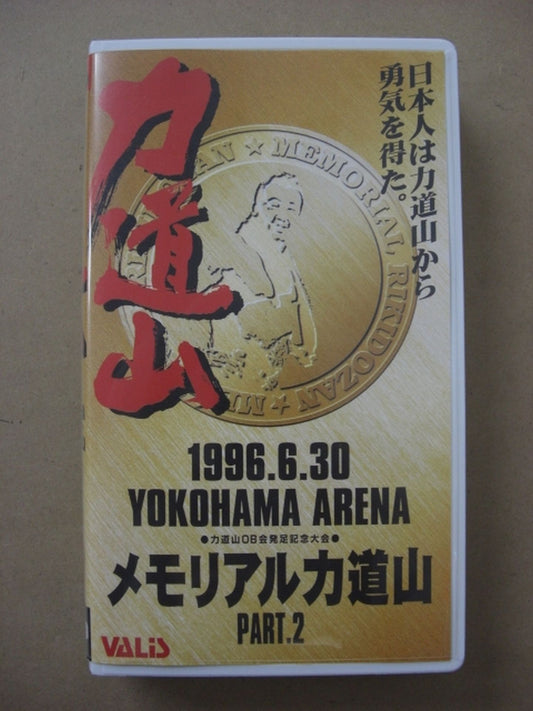 日本人は力道山から
勇気を得た。
力道山
MEMORIAL RIKIDOZAN
1996.6.30
YOKOHAMA ARENA
●力道山OB会発足記念大会●
メモリアル力道山
PART.2
VALiS